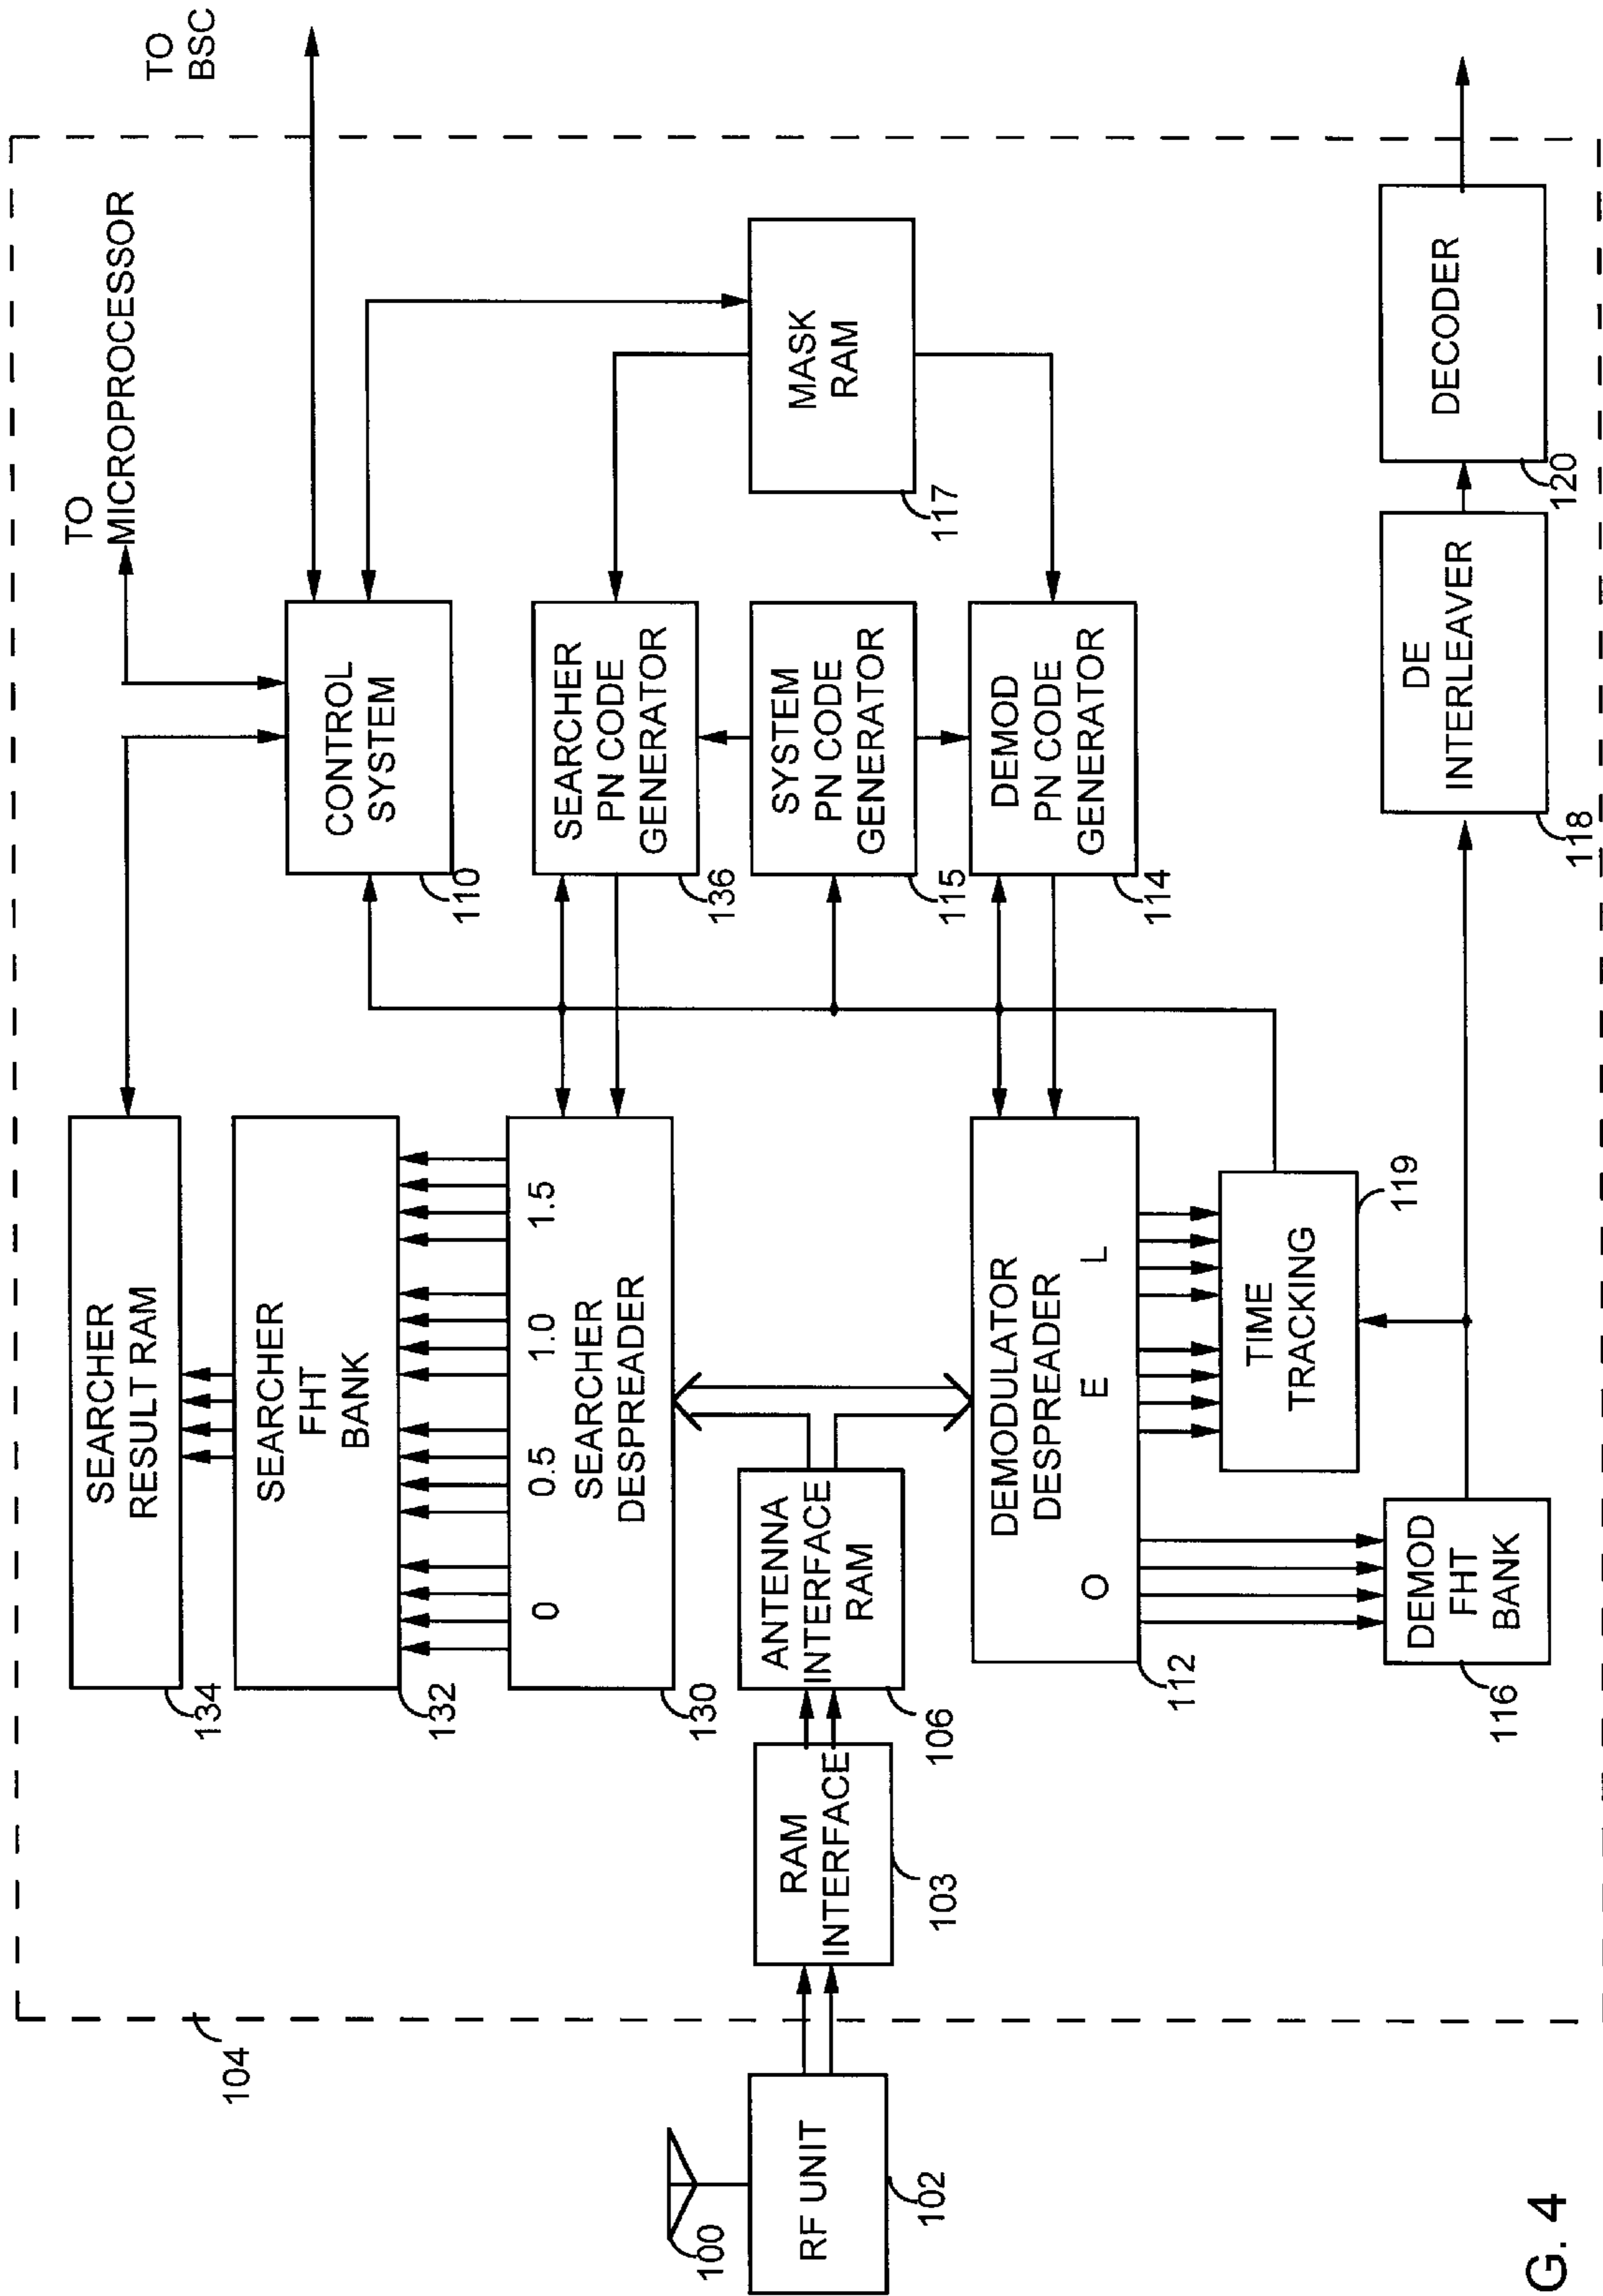 TO
MICROPROCESSOR
TO
BSC
104
SEARCHER
RESULT RAM
134
SEARCHER
FHT
BANK
132
0 0.5 1.0 1.5
SEARCHER
DESPREADER
130
CONTROL
SYSTEM
110
SEARCHER
PN CODE
GENERATOR
136
SYSTEM
PN CODE
GENERATOR
115
DEMOD
PN CODE
GENERATOR
114
MASK
RAM
117
100
RF UNIT
102
RAM
INTERFACE
103
ANTENNA
INTERFACE
RAM
106
DEMODULATOR
DESPREADER
O E L
112
TIME
TRACKING
119
DEMOD
FHT
BANK
116
DE
INTERLEAVER
118
DECODER
120
G. 4